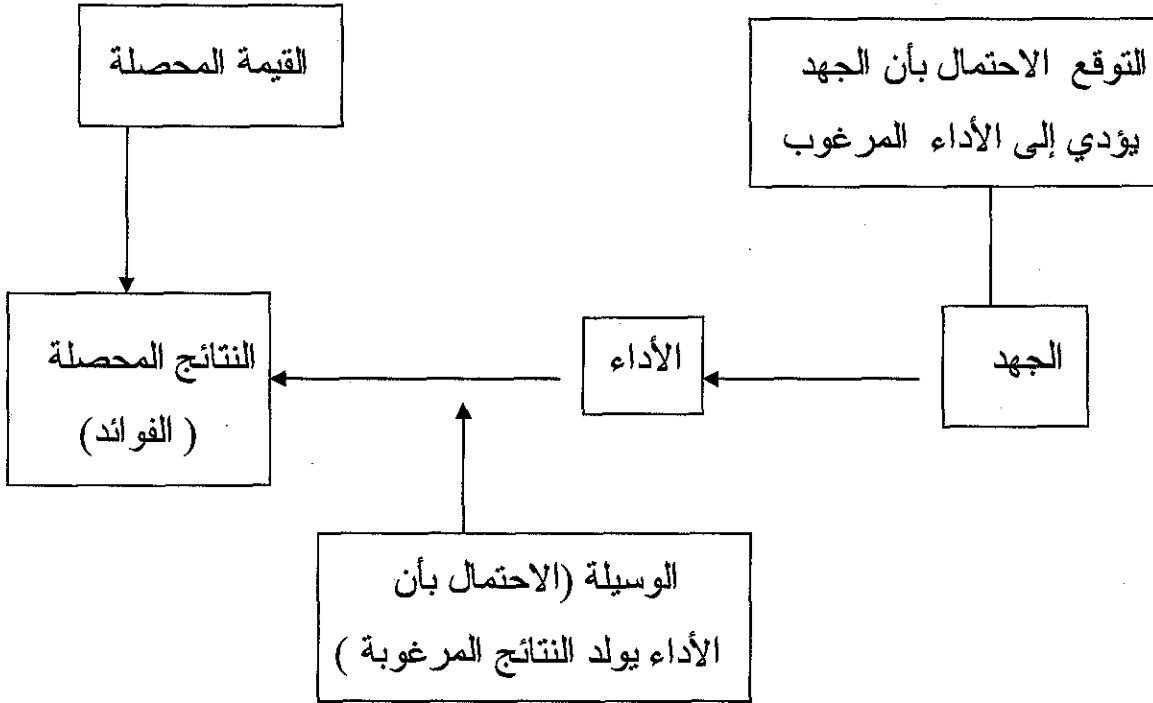 التوقع الاحتمال بأن الجهد
يؤدي إلى الأداء المرغوب
القيمة المحصلة
الجهد
الأداء
النتائج المحصلة
( الفوائد)
الوسيلة (الاحتمال بأن
الأداء يولد النتائج المرغوبة )